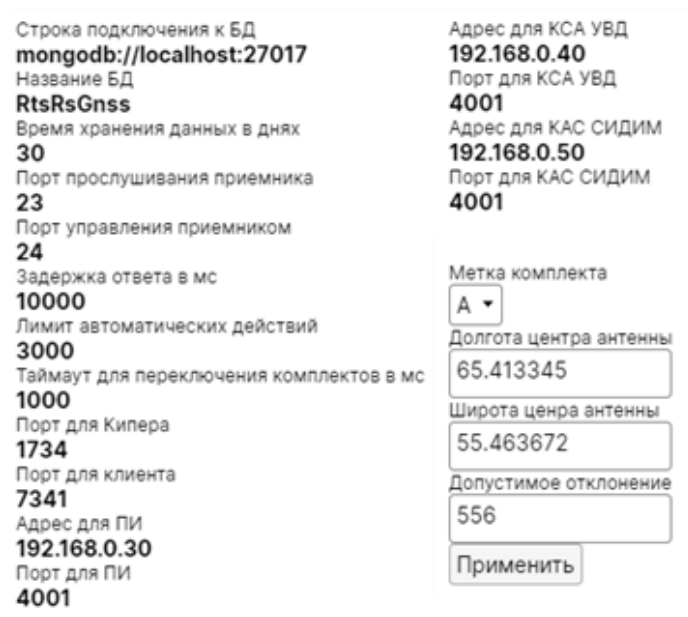 Строка подключения к БД
mongodb://localhost:27017
Название БД
RtsRsGnss
Время хранения данных в днях
30
Порт прослушивания приемника
23
Порт управления приемником
24
Задержка ответа в мс
10000
Лимит автоматических действий
3000
Таймаут для переключения комплектов в мс
1000
Порт для Кипера
1734
Порт для клиента
7341
Адрес для ПИ
192.168.0.30
Порт для ПИ
4001
Адрес для КСА УВД
192.168.0.40
Порт для КСА УВД
4001
Адрес для КАС СИДИМ
192.168.0.50
Порт для КАС СИДИМ
4001
Метка комплекта
A
Долгота центра антенны
65.413345
Широта ценра антенны
55.463672
Допустимое отклонение
556
Применить